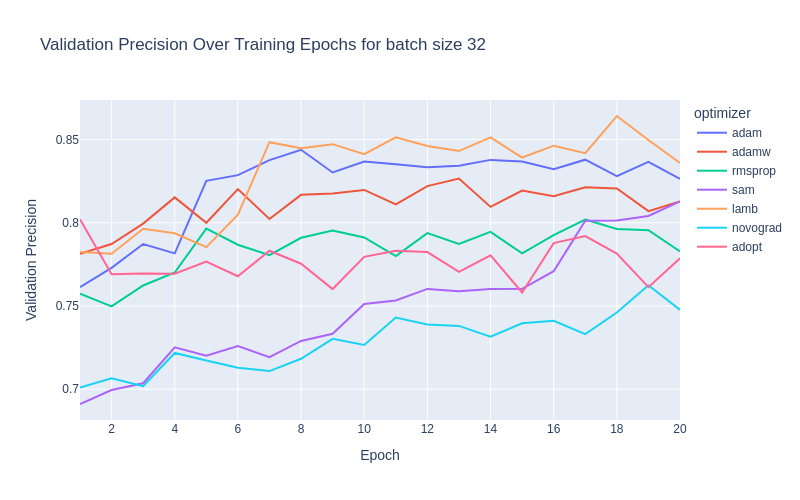 Validation Precision Over Training Epochs for batch size 32
optimizer
adam
adamw
rmsprop
sam
lamb
novograd
adopt
Validation Precision
0.85
0.8
0.75
0.7
2
4
6
8
10
12
14
16
18
20
Epoch